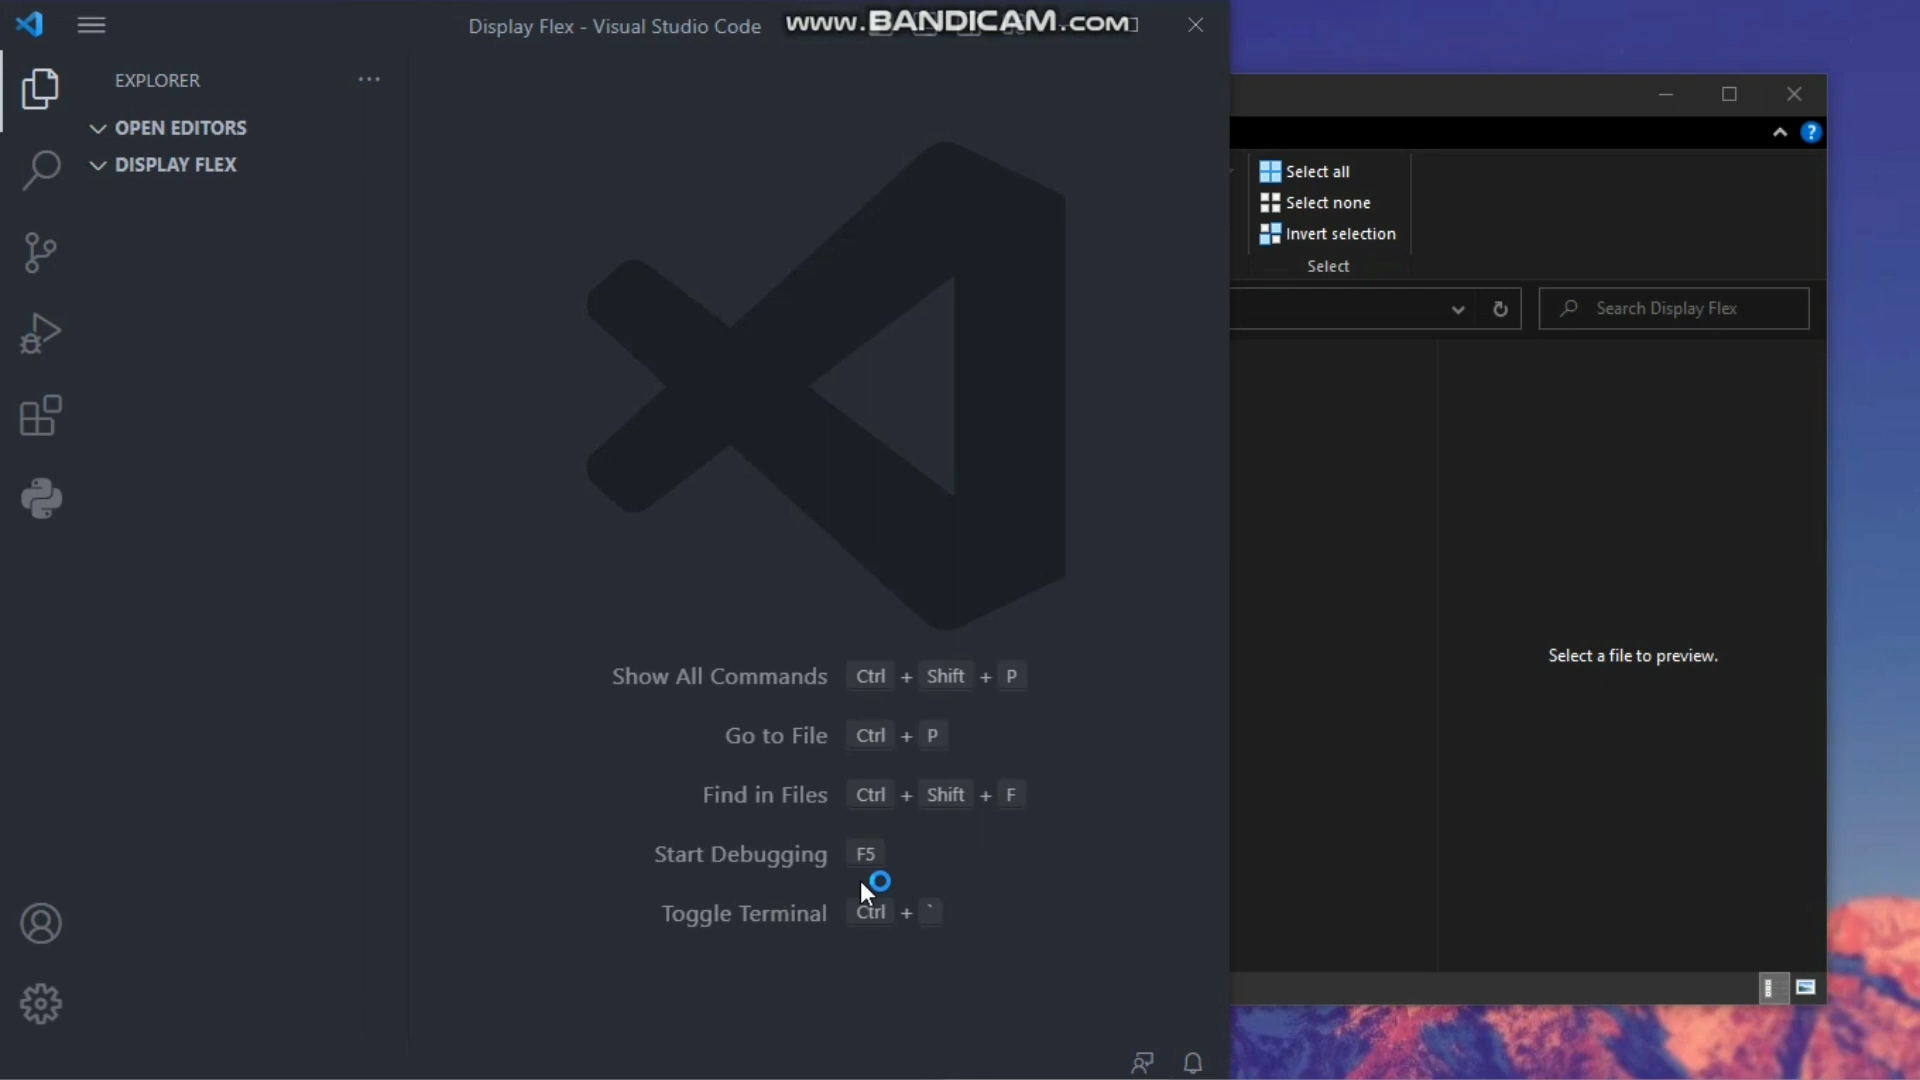 Display Flex - Visual Studio Code
www.BANDICAM.com
EXPLORER
OPEN EDITORS
DISPLAY FLEX
Show All Commands Ctrl + Shift + P
Go to File Ctrl + P
Find in Files Ctrl + Shift + F
Start Debugging F5
Toggle Terminal Ctrl + `
?
Select all
Select none
Invert selection
Select
Search Display Flex
Select a file to preview.